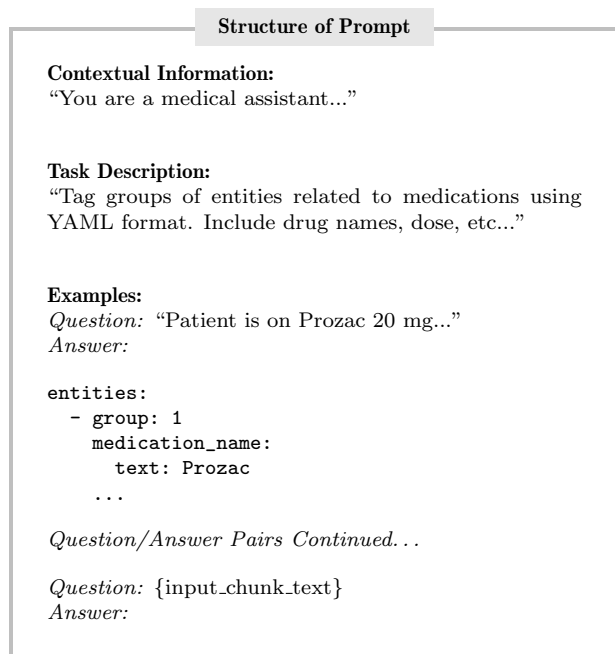 Structure of Prompt
Contextual Information:
“You are a medical assistant...”
Task Description:
“Tag groups of entities related to medications using
YAML format. Include drug names, dose, etc...”
Examples:
Question: “Patient is on Prozac 20 mg...”
Answer:
entities:
  - group: 1
    medication_name:
      text: Prozac
    ...
Question/Answer Pairs Continued...
Question: {input_chunk_text}
Answer: